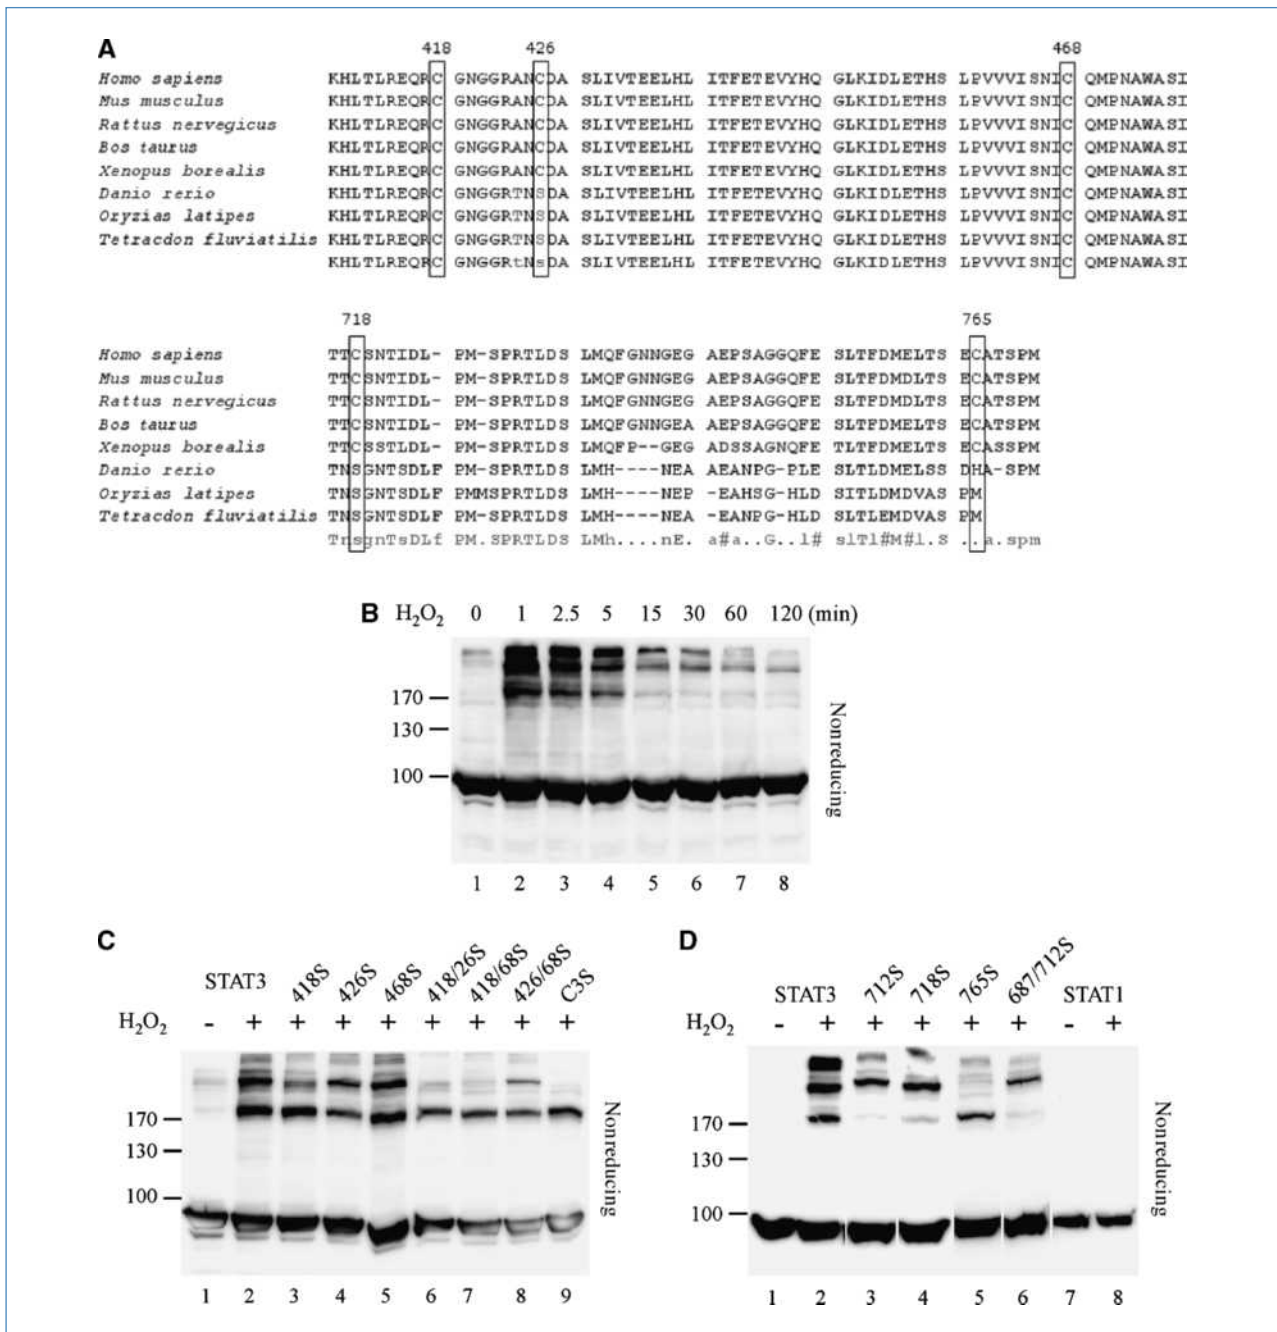 A
418 426 468
Homo sapiens KHLTLREQRC GNGGRANCDA SLIVTEELHL ITFETEVYHQ GLKIDLETHS LPVVVISNIC QMPNAWASI
Mus musculus KHLTLREQRC GNGGRANCDA SLIVTEELHL ITFETEVYHQ GLKIDLETHS LPVVVISNIC QMPNAWASI
Rattus nervegicus KHLTLREQRC GNGGRANCDA SLIVTEELHL ITFETEVYHQ GLKIDLETHS LPVVVISNIC QMPNAWASI
Bos taurus KHLTLREQRC GNGGRANCDA SLIVTEELHL ITFETEVYHQ GLKIDLETHS LPVVVISNIC QMPNAWASI
Xenopus borealis KHLTLREQRC GNGGRANCDA SLIVTEELHL ITFETEVYHQ GLKIDLETHS LPVVVISNIC QMPNAWASI
Danio rerio KHLTLREQRC GNGGRTNSDA SLIVTEELHL ITFETEVYHQ GLKIDLETHS LPVVVISNIC QMPNAWASI
Oryzias latipes KHLTLREQRC GNGGRTNSDA SLIVTEELHL ITFETEVYHQ GLKIDLETHS LPVVVISNIC QMPNAWASI
Tetracdon fluviatilis KHLTLREQRC GNGGRTNSDA SLIVTEELHL ITFETEVYHQ GLKIDLETHS LPVVVISNIC QMPNAWASI
KHLTLREQRC GNGGRtNsDA SLIVTEELHL ITFETEVYHQ GLKIDLETHS LPVVVISNIC QMPNAWASI
718 765
Homo sapiens TTCSNTIDL- PM-SPRTLDS LMQFGNNGEG AEPSAGGQFE SLTFDMELTS ECATSPM
Mus musculus TTCSNTIDL- PM-SPRTLDS LMQFGNNGEG AEPSAGGQFE SLTFDMDLTS ECATSPM
Rattus nervegicus TTCSNTIDL- PM-SPRTLDS LMQFGNNGEG AEPSAGGQFE SLTFDMELTS ECATSPM
Bos taurus TTCSNTIDL- PM-SPRTLDS LMQFGNNGEA AEPSAGGQFE SLTFDMELTS ECATSPM
Xenopus borealis TTCSSTLDL- PM-SPRTLDS LMQFP--GEG ADSSAGNQFE TLTFDMELTS ECASSPM
Danio rerio TNSGNTSDLF PM-SPRTLDS LMH----NEA AEANPG-PLE SLTLDMELSS DHA-SPM
Oryzias latipes TNSGNTSDLF PMMSPRTLDS LMH----NEP -EAHSG-HLD SITLDMDVAS PM
Tetracdon fluviatilis TNSGNTSDLF PM-SPRTLDS LMH----NEA -EANPG-HLD SLTLEMDVAS PM
TnsgnTsDLf PM.SPRTLDS LMh....nE. a#a..G..l# slTl#M#l.S ..a.spm
B H2O2 0 1 2.5 5 15 30 60 120 (min)
170
130
100
Nonreducing
1 2 3 4 5 6 7 8
C
STAT3 418S 426S 468S 418/26S 418/68S 426/68S C3S
H2O2 - + + + + + + + +
170
130
100
Nonreducing
1 2 3 4 5 6 7 8 9
D
STAT3 712S 718S 765S 687/712S STAT1
H2O2 - + + + + + - +
170
130
100
Nonreducing
1 2 3 4 5 6 7 8